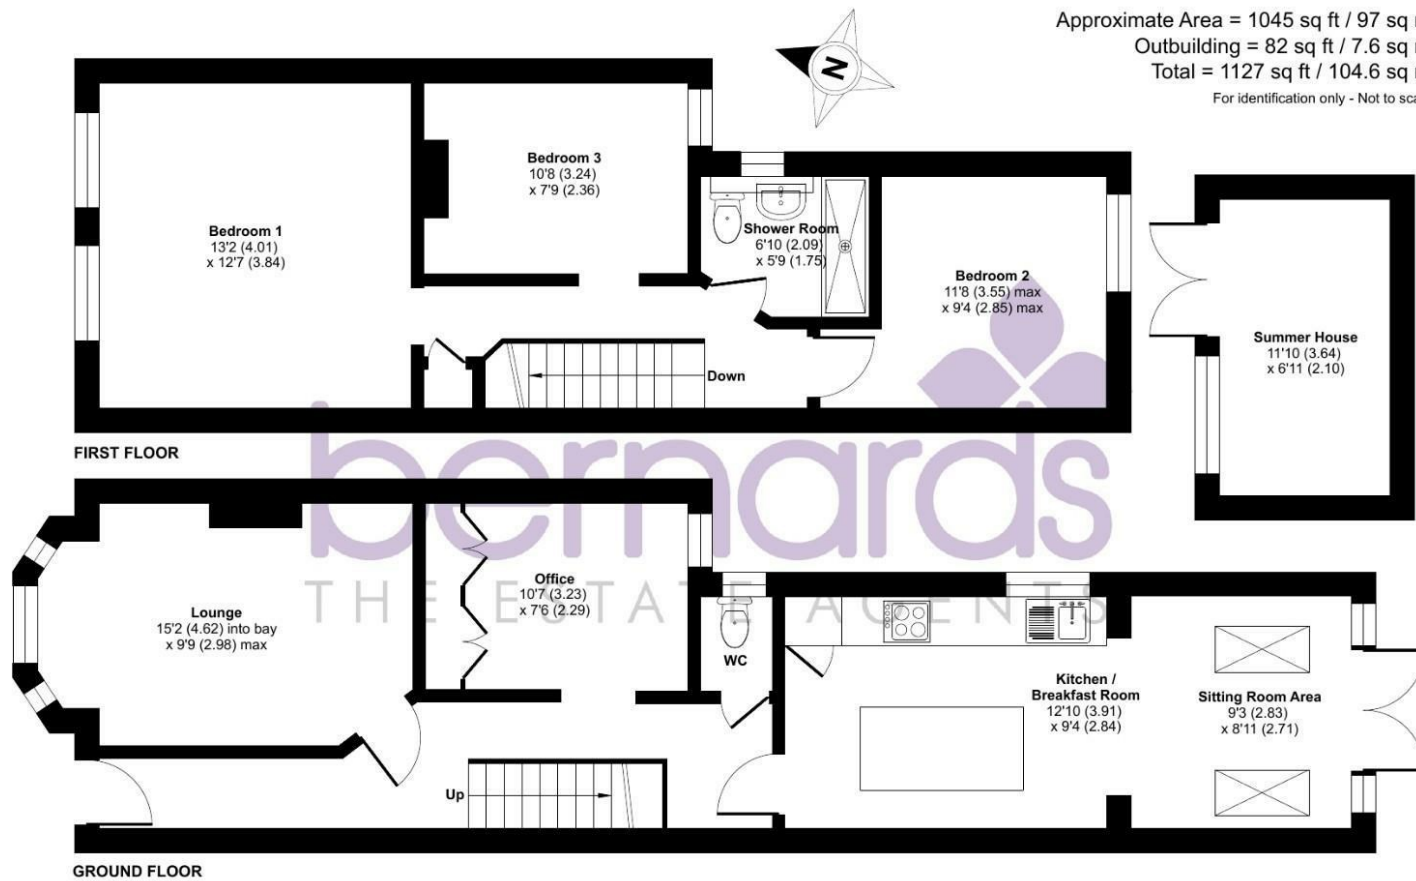 Approximate Area = 1045 sq ft / 97 sq
Outbuilding = 82 sq ft / 7.6 sq
Total = 1127 sq ft / 104.6 sq
For identification only - Not to
N
Bedroom 1
13'2 (4.01)
x 12'7 (3.84)
Bedroom 3
10'8 (3.24)
x 7'9 (2.36)
Shower Room
6'10 (2.09)
x 5'9 (1.75)
Bedroom 2
11'8 (3.55) max
x 9'4 (2.85) max
Down
Summer House
11'10 (3.64)
x 6'11 (2.10)
FIRST FLOOR
bernards
THE ESTATE AGENTS
Lounge
15'2 (4.62) into bay
x 9'9 (2.98) max
Office
10'7 (3.23)
x 7'6 (2.29)
WC
Kitchen /
Breakfast Room
12'10 (3.91)
x 9'4 (2.84)
Sitting Room Area
9'3 (2.83)
x 8'11 (2.71)
Up
GROUND FLOOR